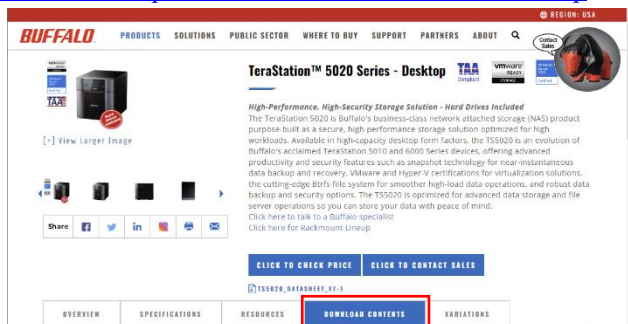 REGION: USA
BUFFALO
PRODUCTS SOLUTIONS PUBLIC SECTOR WHERE TO BUY SUPPORT PARTNERS ABOUT
Contact
Sales
TeraStation™ 5020 Series - Desktop
TAA
Compliant
vmware
READY
STORAGE
vmware
READY
TAA
High-Performance, High-Security Storage Solution - Hard Drives Included
The TeraStation 5020 is Buffalo's business-class network attached storage (NAS) product
purpose built as a secure, high performance storage solution optimized for high
workloads. Available in high-capacity desktop form factors, the TS5020 is an evolution of
Buffalo's acclaimed TeraStation 5010 and 6000 Series devices, offering advanced
productivity and security features such as snapshot technology for near-instantaneous
data backup and recovery, VMware and Hyper-V certifications for virtualization solutions,
the cutting-edge Btrfs file system for smoother high-load data operations, and robust data
backup and security options. The TS5020 is optimized for advanced data storage and file
server operations so you can store your data with peace of mind.
Click here to talk to a Buffalo specialist
Click here for Rackmount Lineup
[+] View Larger Image
Share
CLICK TO CHECK PRICE
CLICK TO CONTACT SALES
TS5020_DATASHEET_V7-1
OVERVIEW SPECIFICATIONS RESOURCES DOWNLOAD CONTENTS VARIATIONS